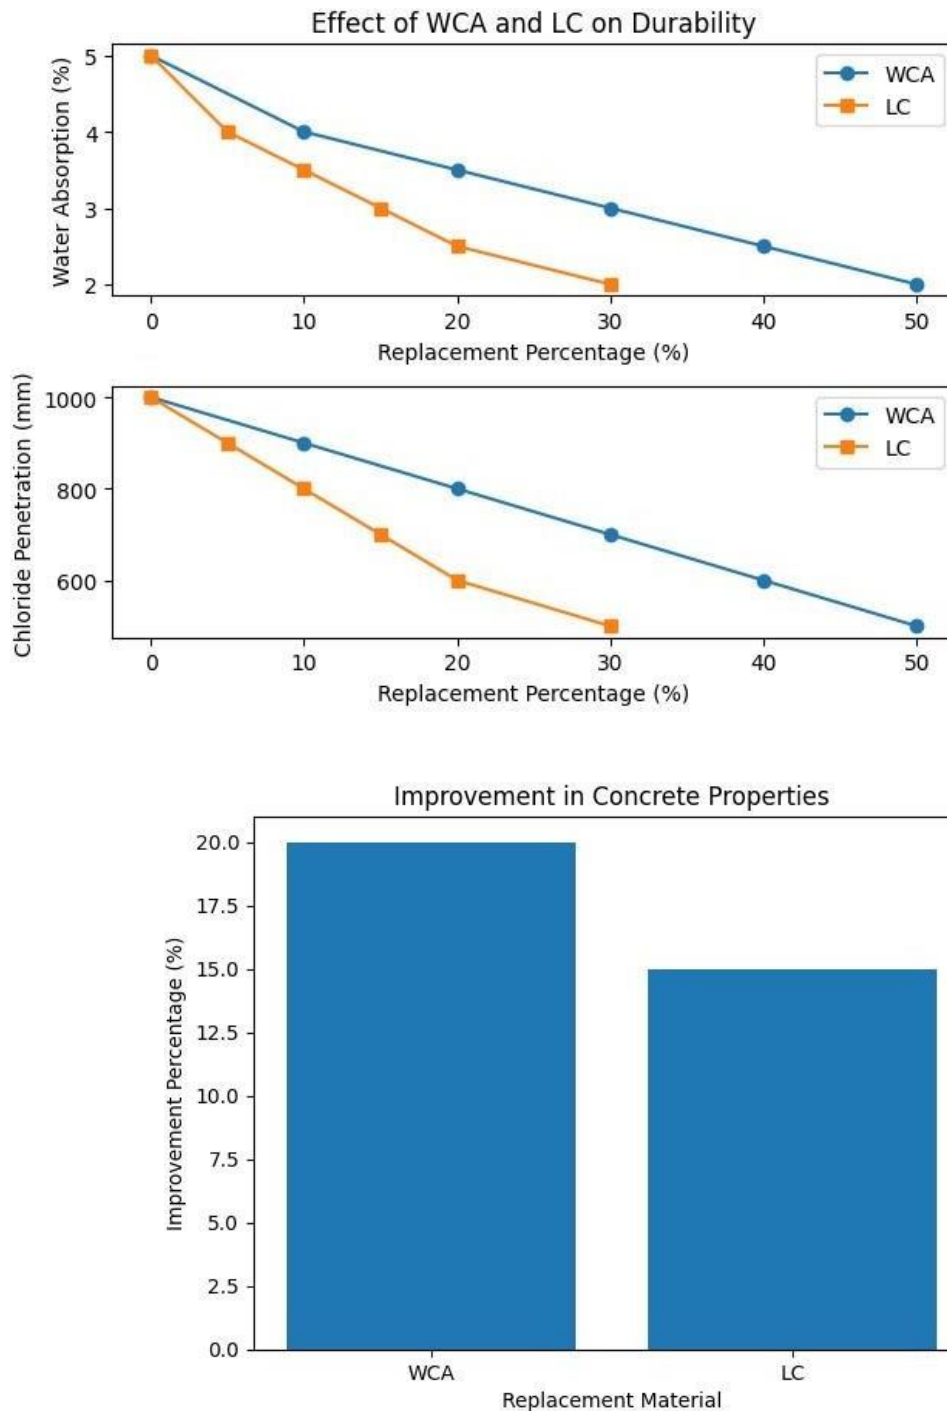 Effect of WCA and LC on Durability
Water Absorption (%)
5
4
3
2
WCA
LC
0 10 20 30 40 50
Replacement Percentage (%)
Chloride Penetration (mm)
1000
800
600
WCA
LC
0 10 20 30 40 50
Replacement Percentage (%)
Improvement in Concrete Properties
Improvement Percentage (%)
20.0
17.5
15.0
12.5
10.0
7.5
5.0
2.5
0.0
WCA LC
Replacement Material